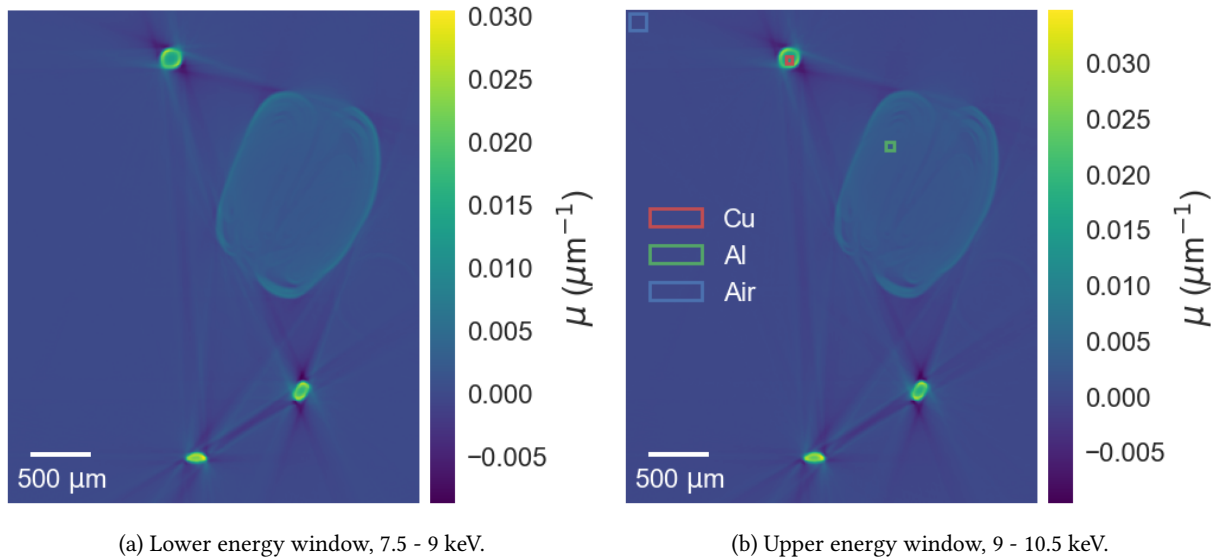 0.030
0.025
0.020
0.015
0.010
0.005
0.000
−0.005
μ (μm⁻¹)
500 μm
(a) Lower energy window, 7.5 - 9 keV.
Cu
Al
Air
0.030
0.025
0.020
0.015
0.010
0.005
0.000
−0.005
μ (μm⁻¹)
500 μm
(b) Upper energy window, 9 - 10.5 keV.